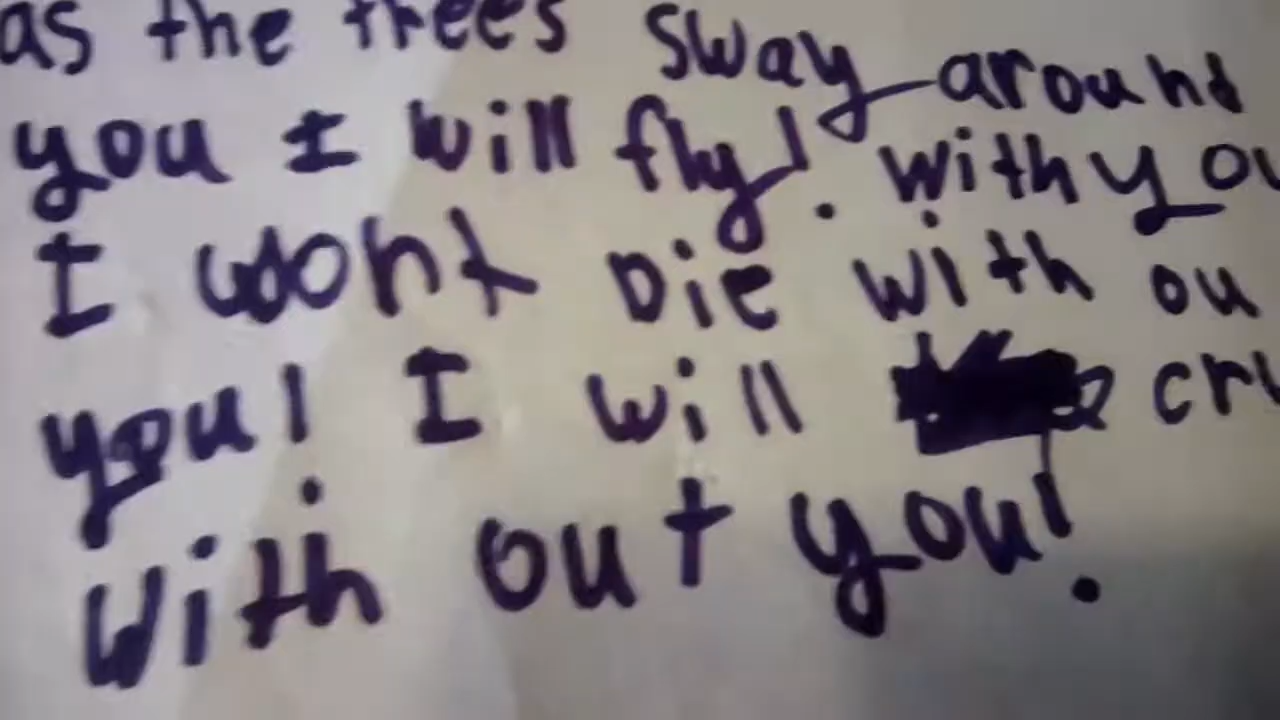 as the trees sway around
you I will fly! with you
I wont Die with ou
you! I will cr
with out you!